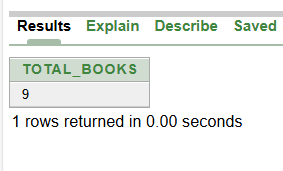 Results Explain Describe Saved
TOTAL_BOOKS
9
1 rows returned in 0.00 seconds